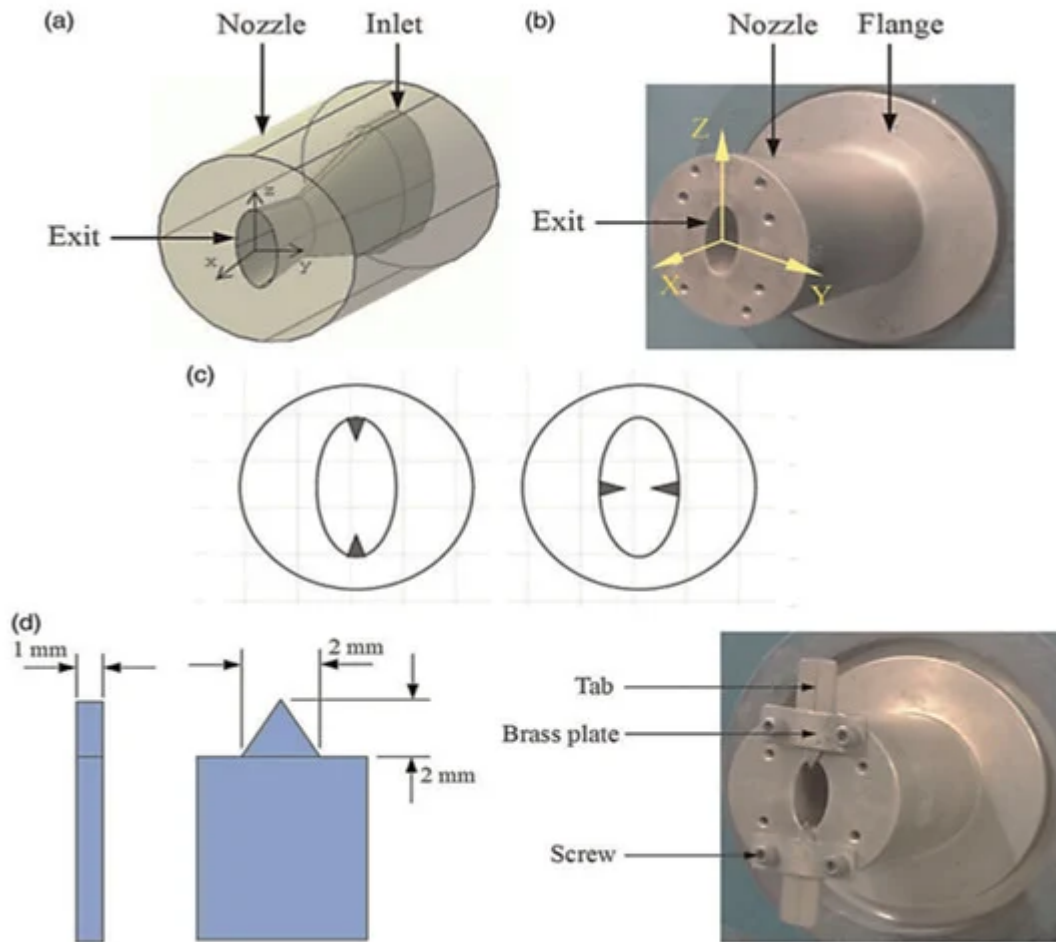 (a)
Nozzle
Inlet
Exit
z
x
y
(b)
Nozzle
Flange
Z
Exit
X
Y
(c)
(d)
1 mm
2 mm
2 mm
Tab
Brass plate
Screw